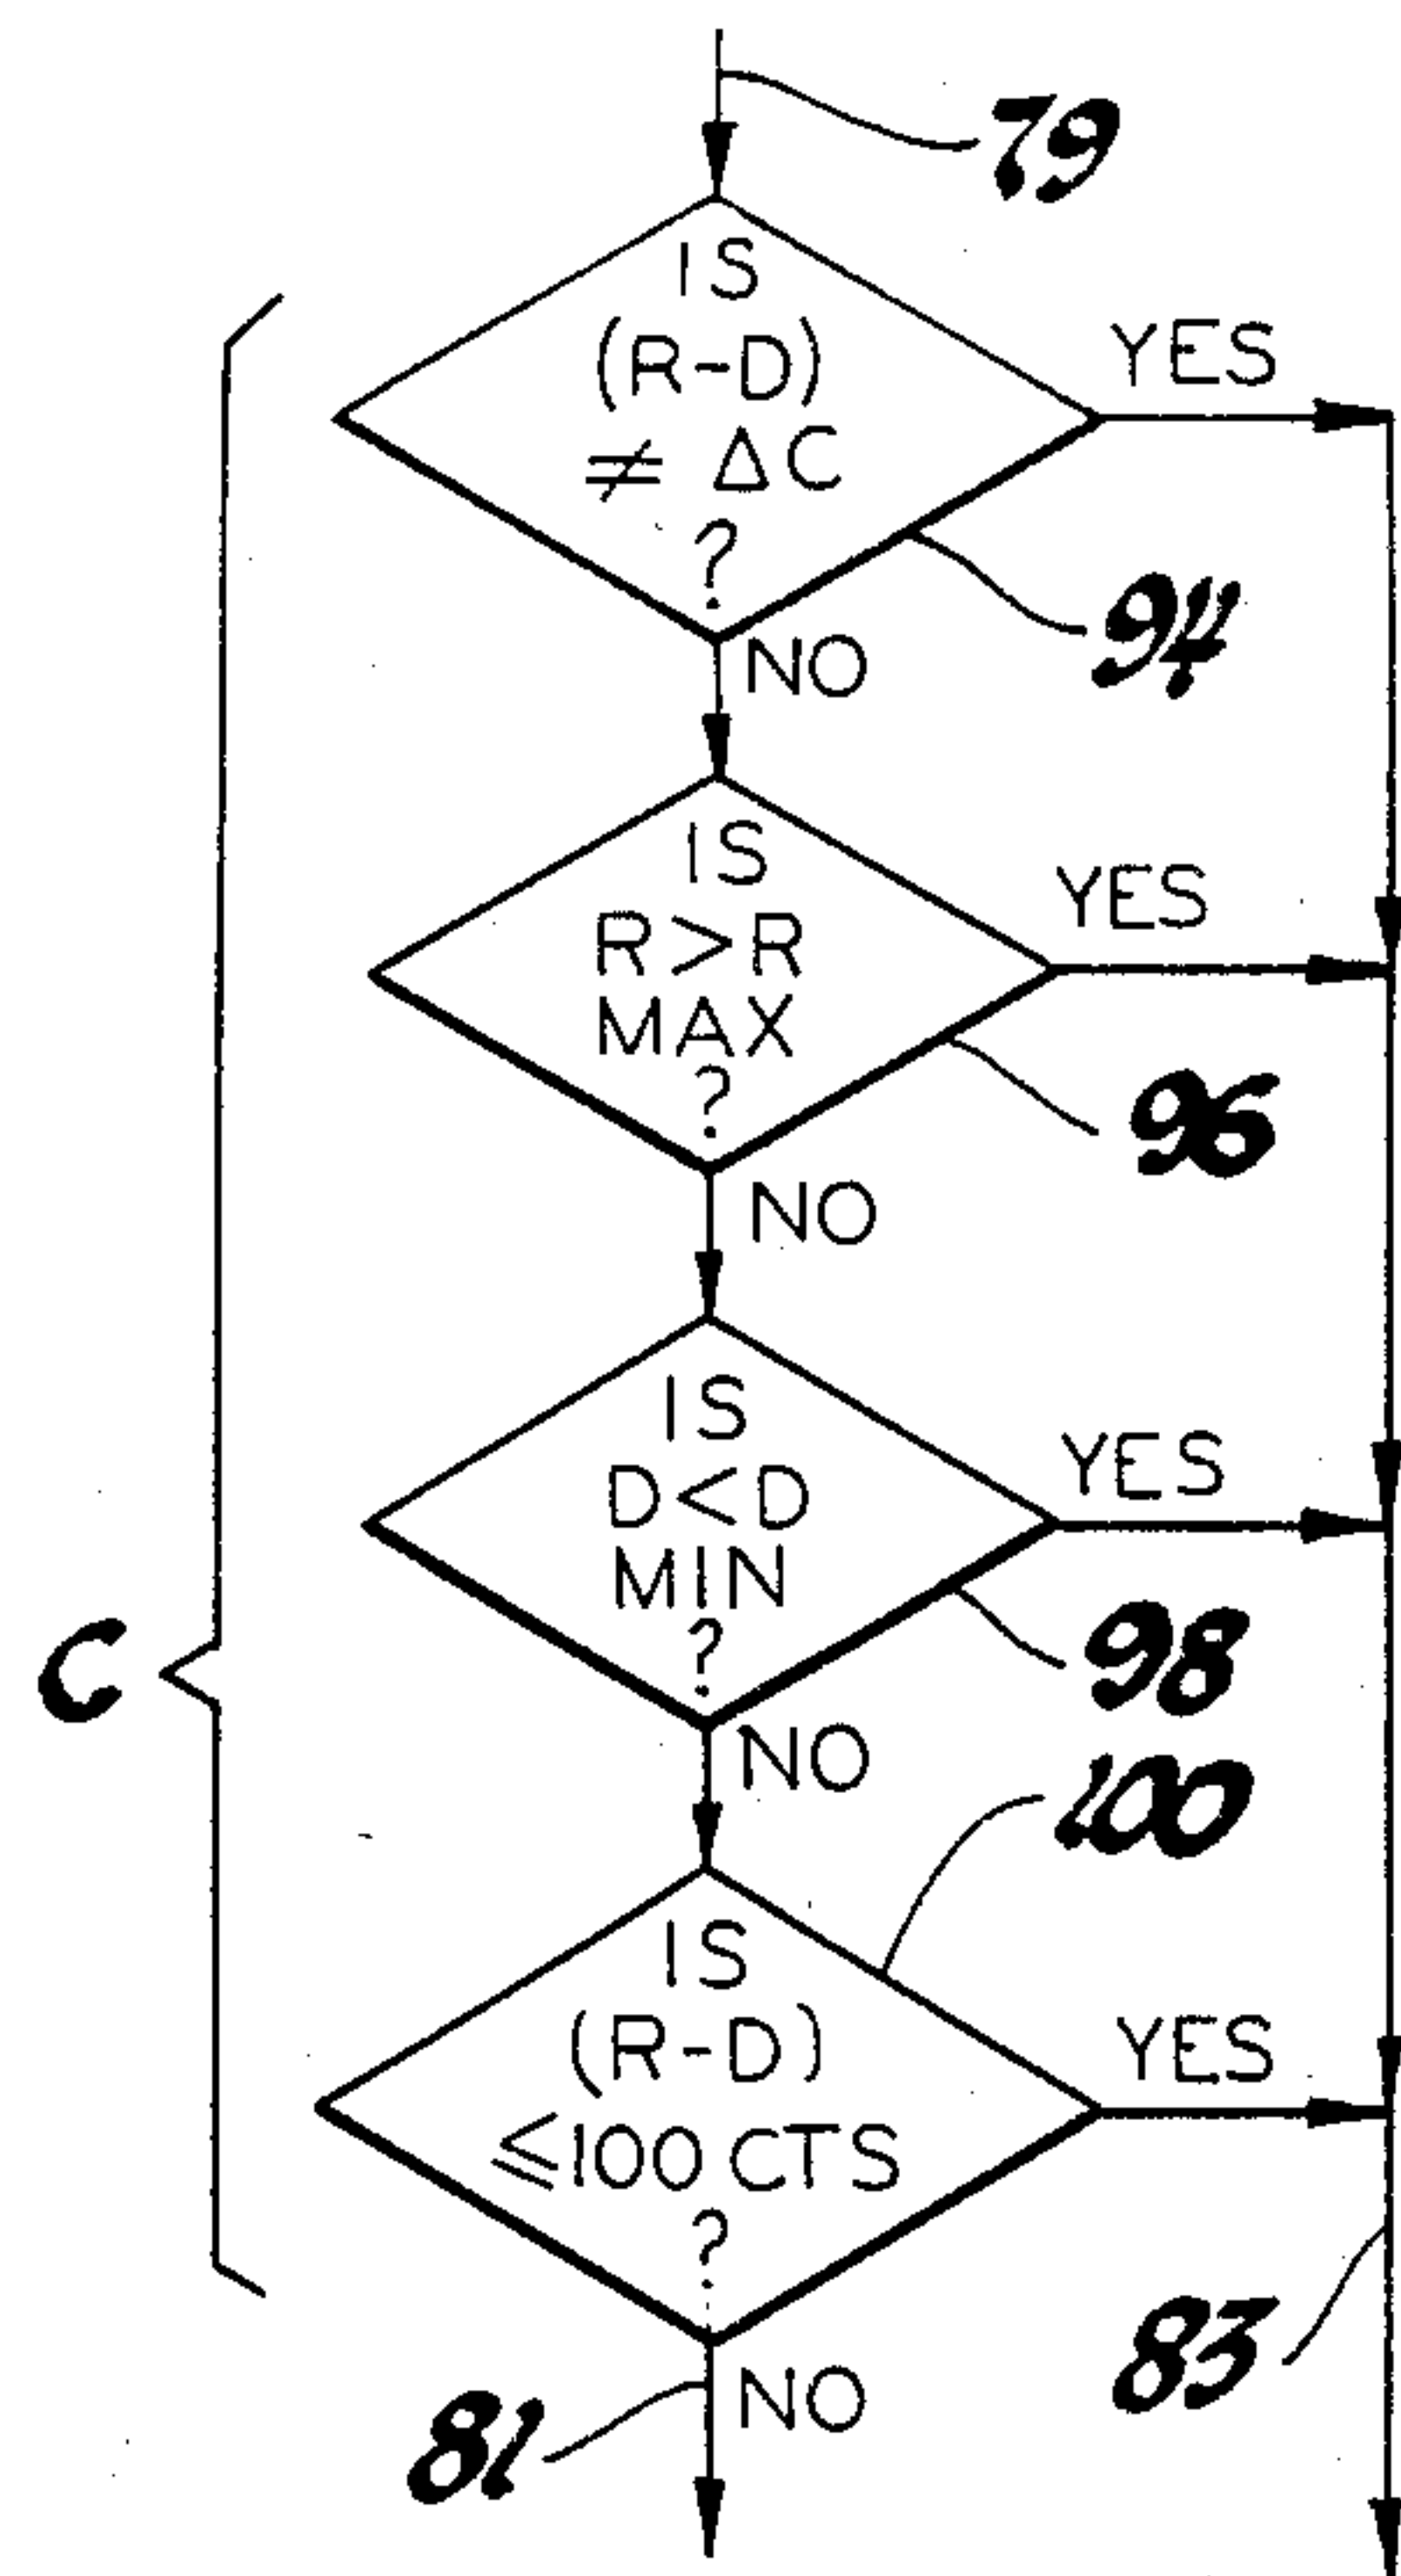 79
IS
(R-D)
≠ ΔC
?
YES
94
NO
IS
R>R
MAX
?
YES
96
NO
IS
D<D
MIN
?
YES
C
98
NO
100
IS
(R-D)
≤100 CTS
?
YES
83
81
NO